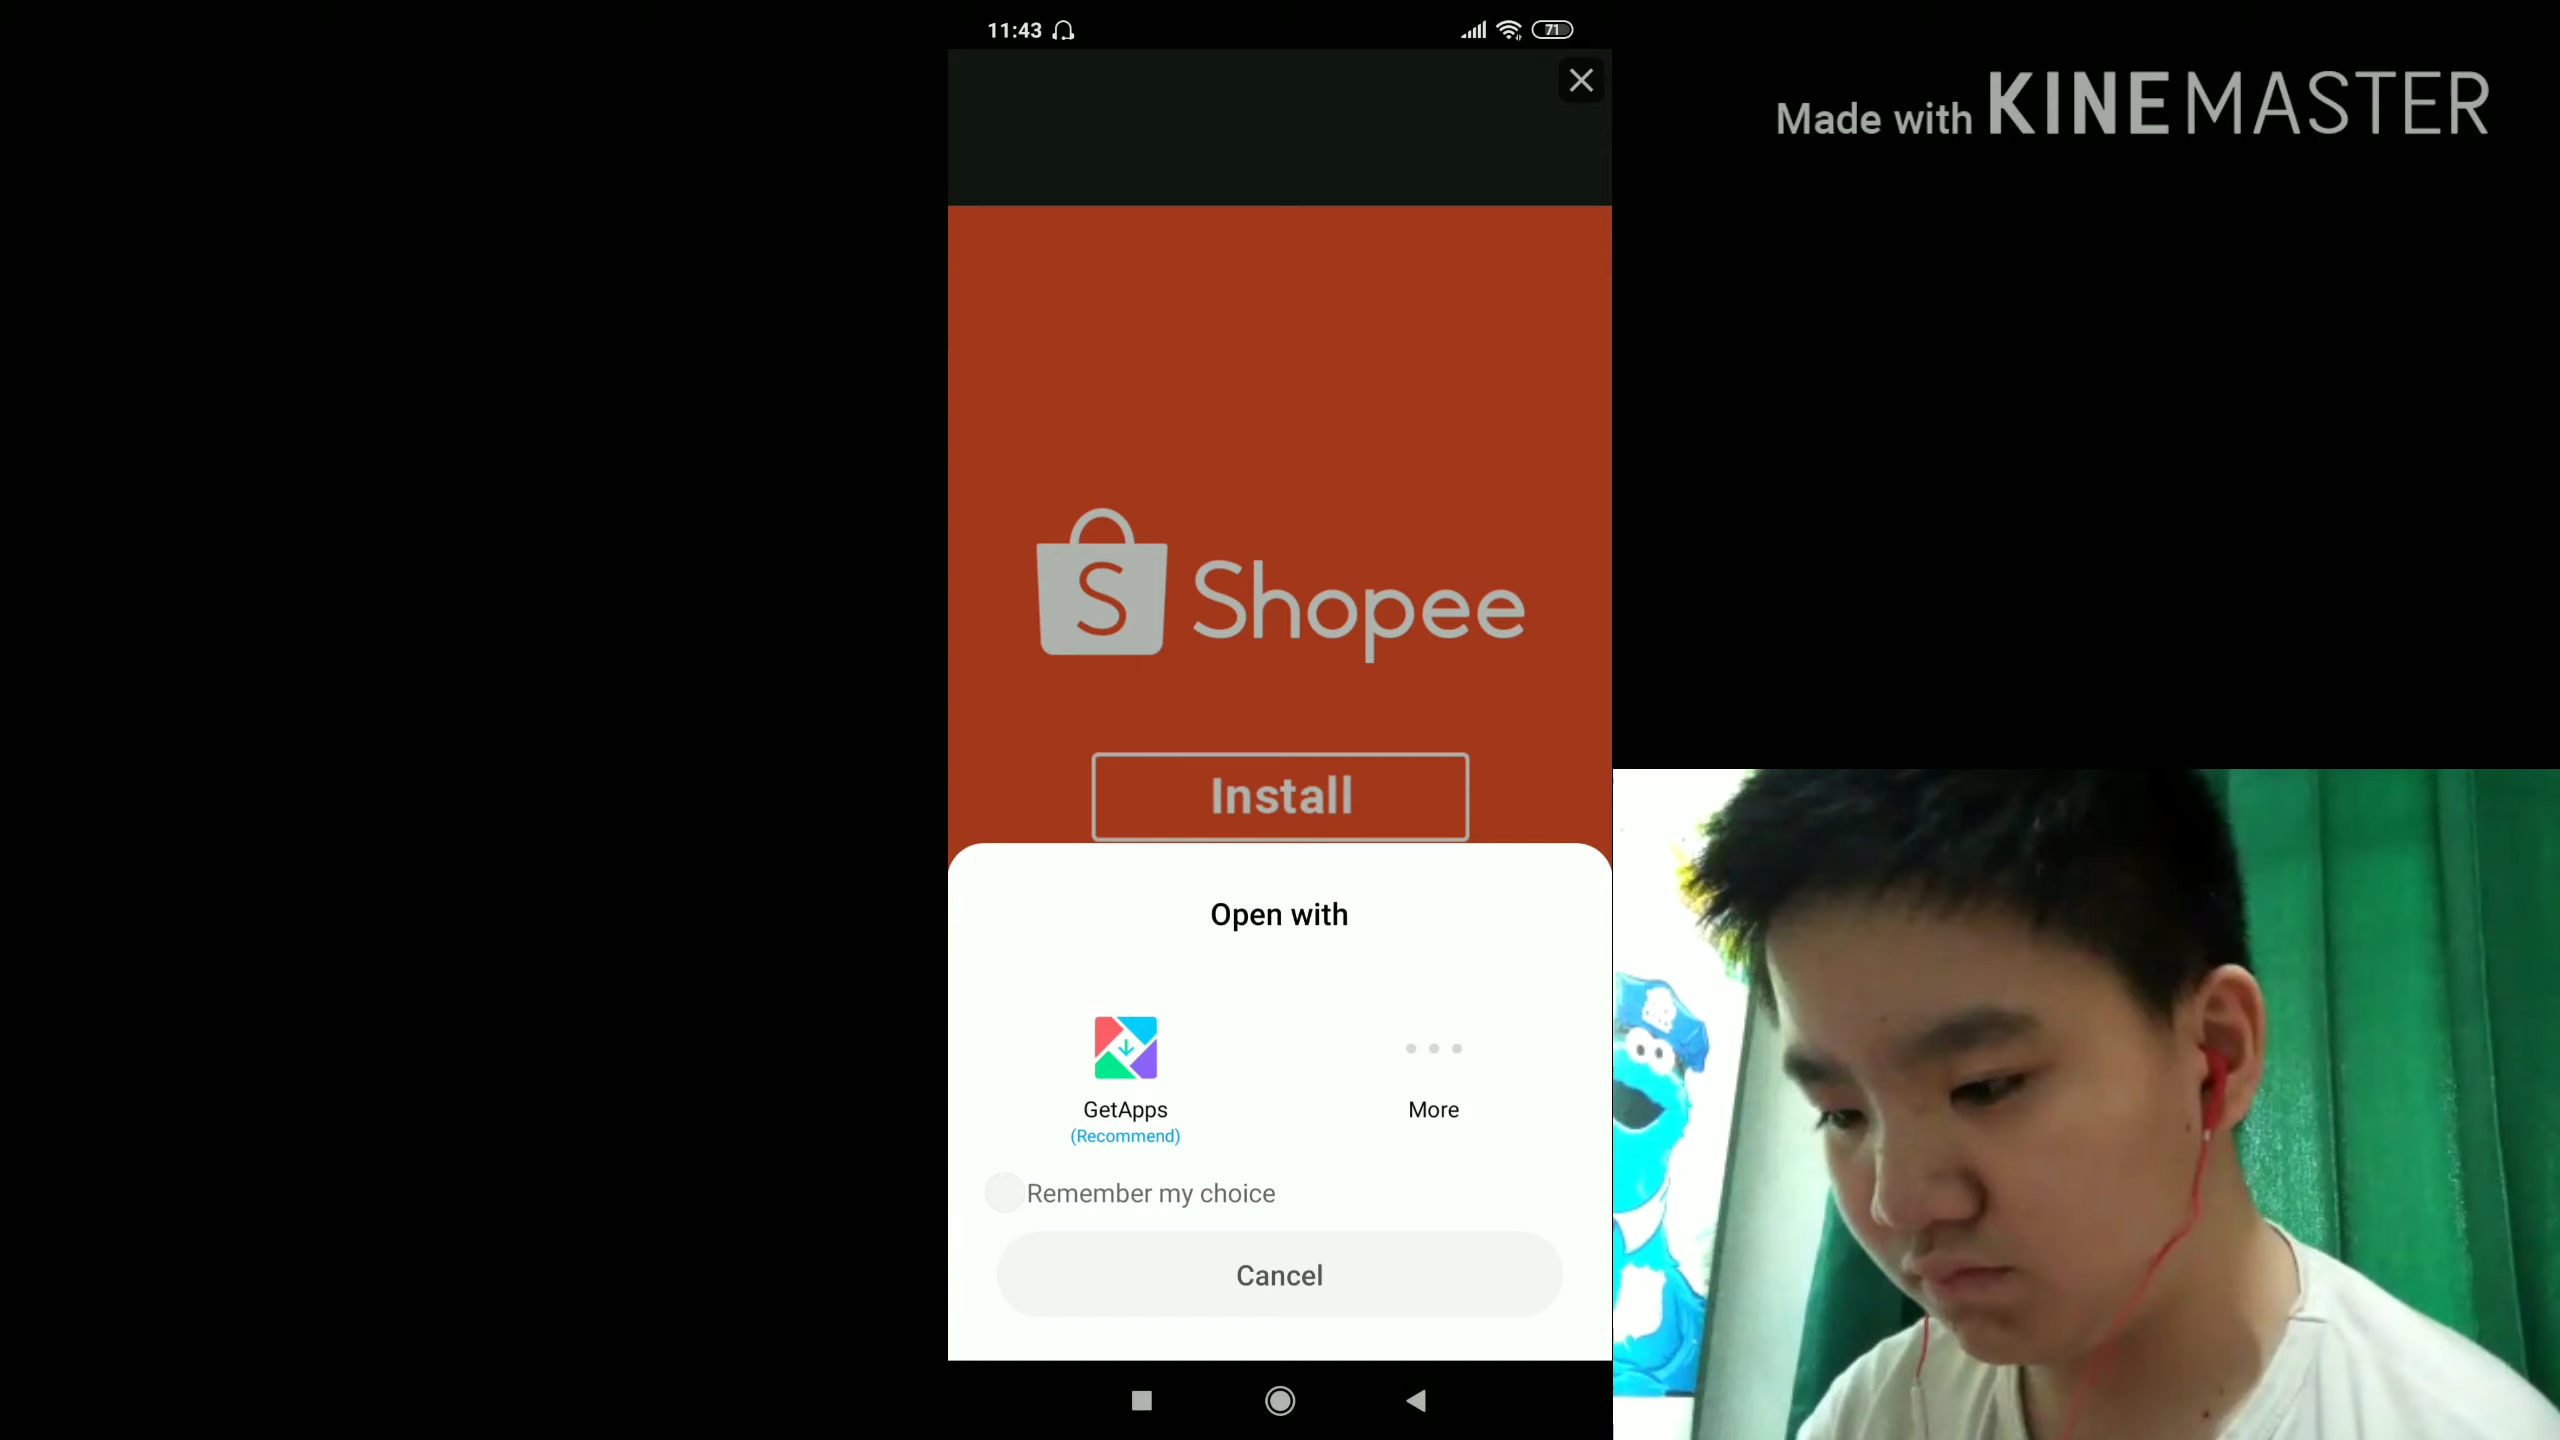 11:43
71
Made with KINEMASTER
S Shopee
Install
Open with
GetApps
(Recommend)
More
Remember my choice
Cancel